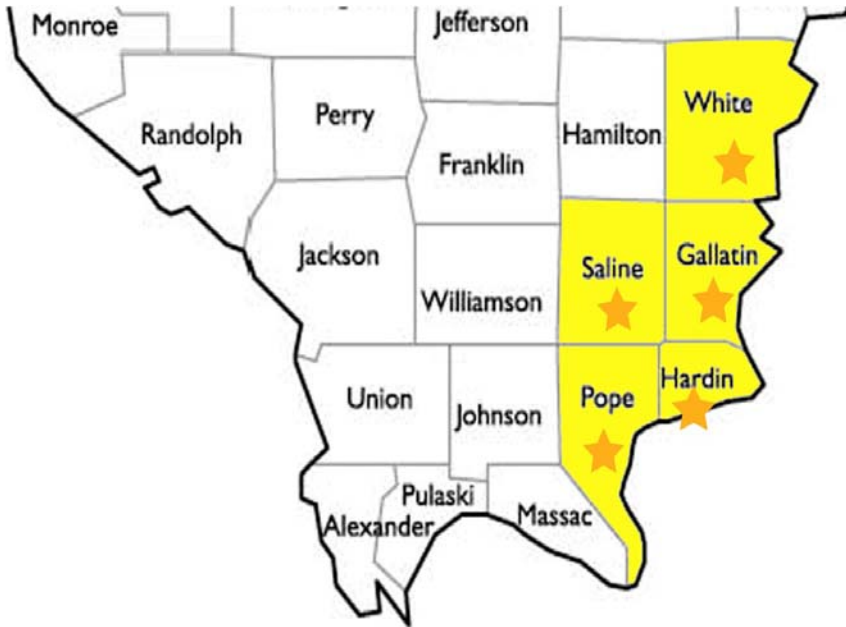 Jefferson
Monroe
White
Perry
Randolph
Hamilton
Franklin
Jackson
Saline
Gallatin
Williamson
Hardin
Union
Pope
Johnson
Pulaski
Massac
Alexander